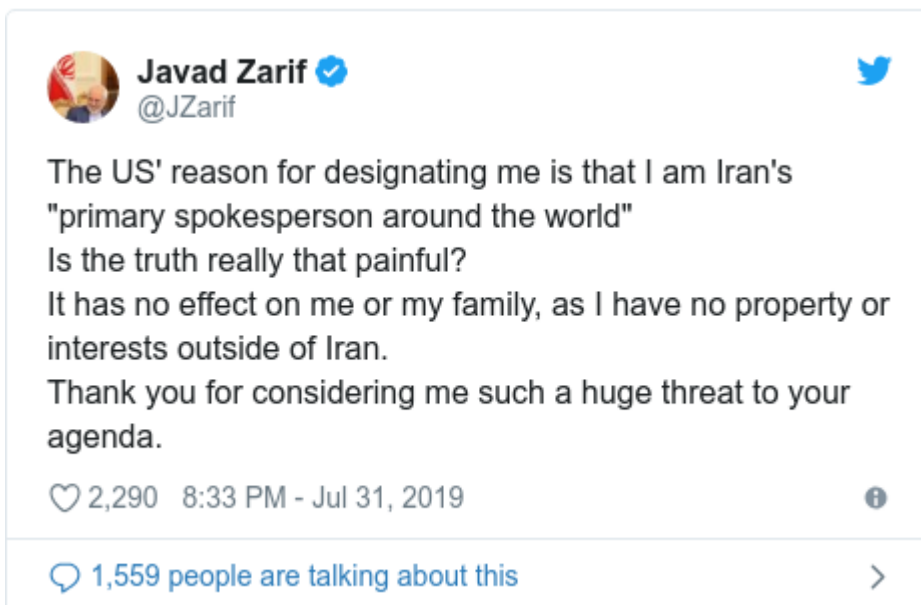 Javad Zarif
@JZarif
The US' reason for designating me is that I am Iran's
"primary spokesperson around the world"
Is the truth really that painful?
It has no effect on me or my family, as I have no property or
interests outside of Iran.
Thank you for considering me such a huge threat to your
agenda.
2,290 8:33 PM - Jul 31, 2019
1,559 people are talking about this